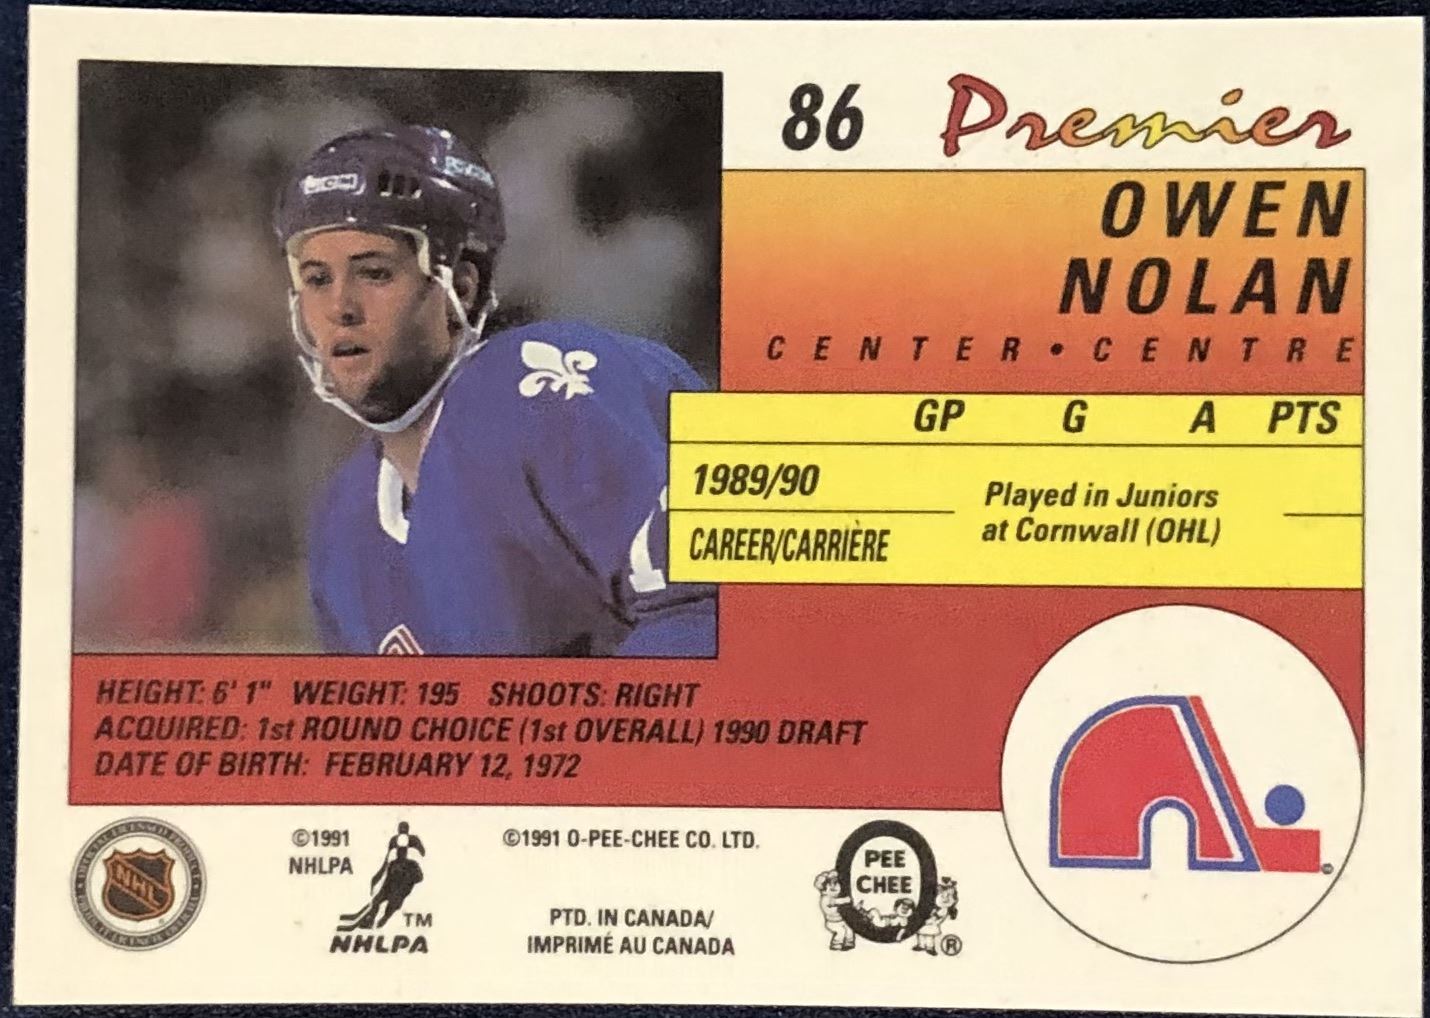 86 Premier
OWEN
NOLAN
CENTER • CENTRE
GP G A PTS
1989/90
CAREER/CARRIÈRE
Played in Juniors
at Cornwall (OHL)
HEIGHT: 6' 1" WEIGHT: 195 SHOOTS: RIGHT
ACQUIRED: 1st ROUND CHOICE (1st OVERALL) 1990 DRAFT
DATE OF BIRTH: FEBRUARY 12, 1972
NHL
©1991
NHLPA
TM
NHLPA
©1991 O-PEE-CHEE CO. LTD.
PTD. IN CANADA/
IMPRIMÉ AU CANADA
O
PEE
CHEE
®